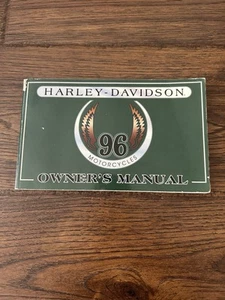 HARLEY-DAVIDSON
96
MOTORCYCLES
OWNER'S MANUAL